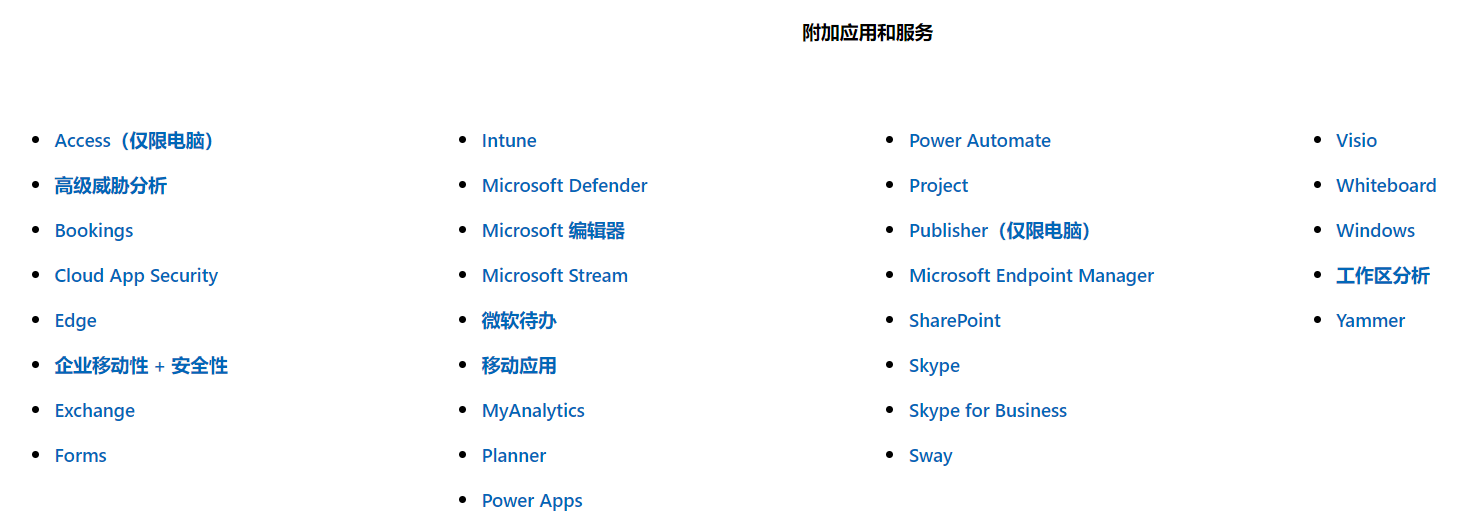 附加应用和服务
Access（仅限电脑）
高级威胁分析
Bookings
Cloud App Security
Edge
企业移动性 + 安全性
Exchange
Forms
Intune
Microsoft Defender
Microsoft 编辑器
Microsoft Stream
微软待办
移动应用
MyAnalytics
Planner
Power Apps
Power Automate
Project
Publisher（仅限电脑）
Microsoft Endpoint Manager
SharePoint
Skype
Skype for Business
Sway
Visio
Whiteboard
Windows
工作区分析
Yammer